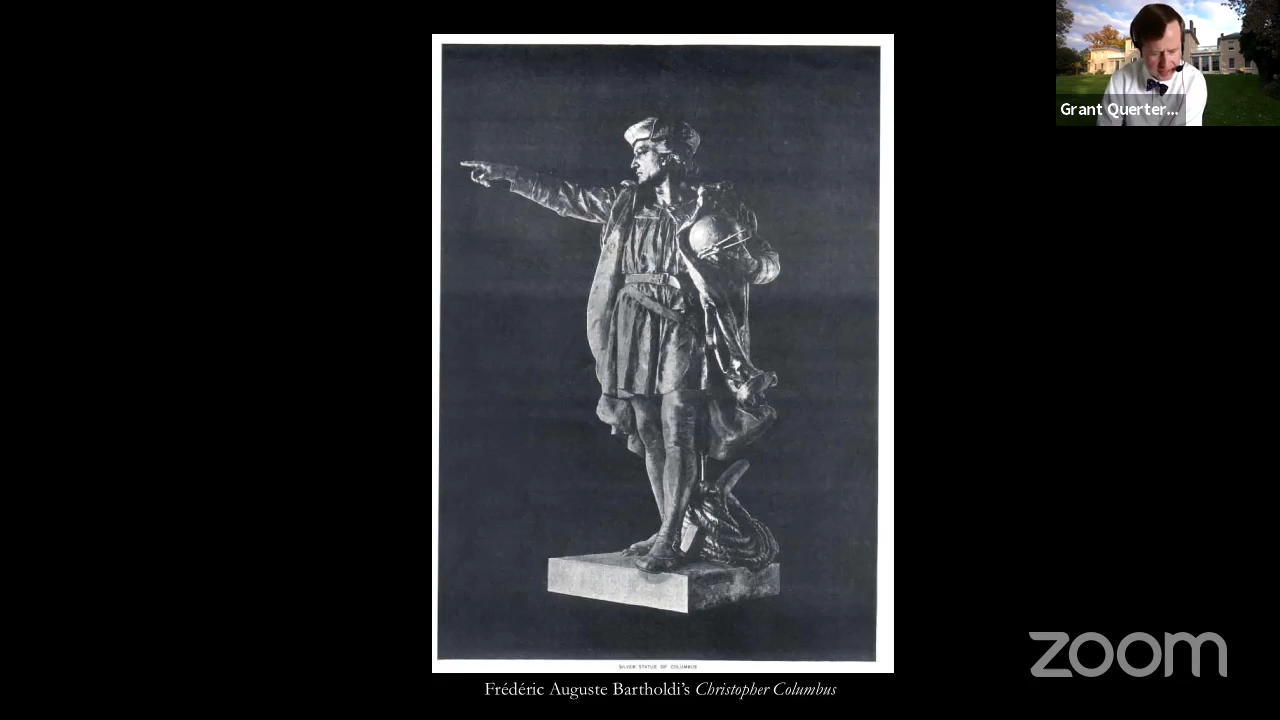 Grant Querter...
SILVER STATUE OF COLUMBUS
zoom
Frédéric Auguste Bartholdi's Christopher Columbus